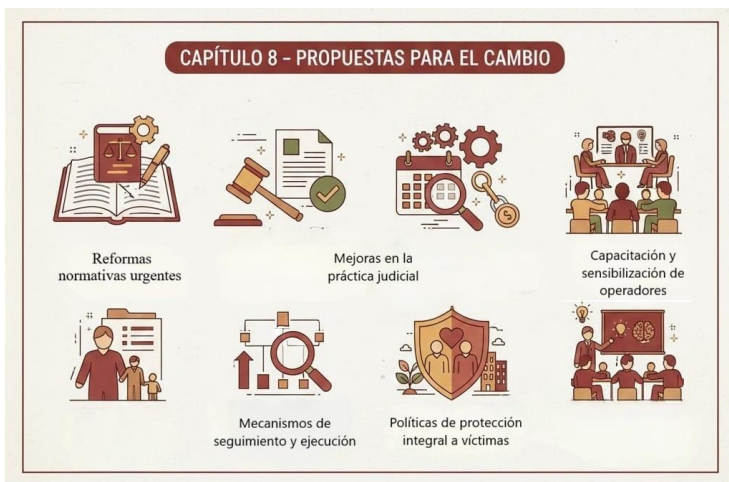 CAPÍTULO 8 – PROPUESTAS PARA EL CAMBIO
Reformas
normativas urgentes
Mejoras en la
práctica judicial
Capacitación y
sensibilización de
operadores
Mecanismos de
seguimiento y ejecución
Políticas de protección
integral a víctimas